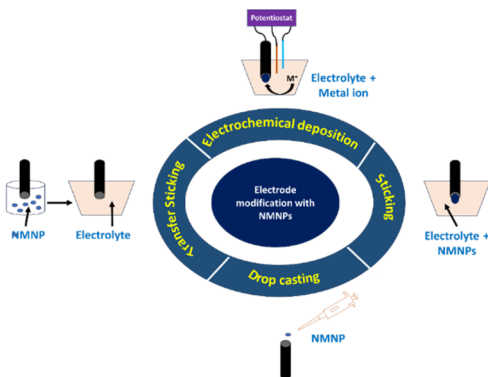 Potentiostat
M⁺
Electrolyte +
Metal ion
Electrochemical deposition
Transfer Sticking
Sticking
Drop casting
Electrode
modification with
NMNPs
NMNP
Electrolyte
Electrolyte +
NMNPs
NMNP